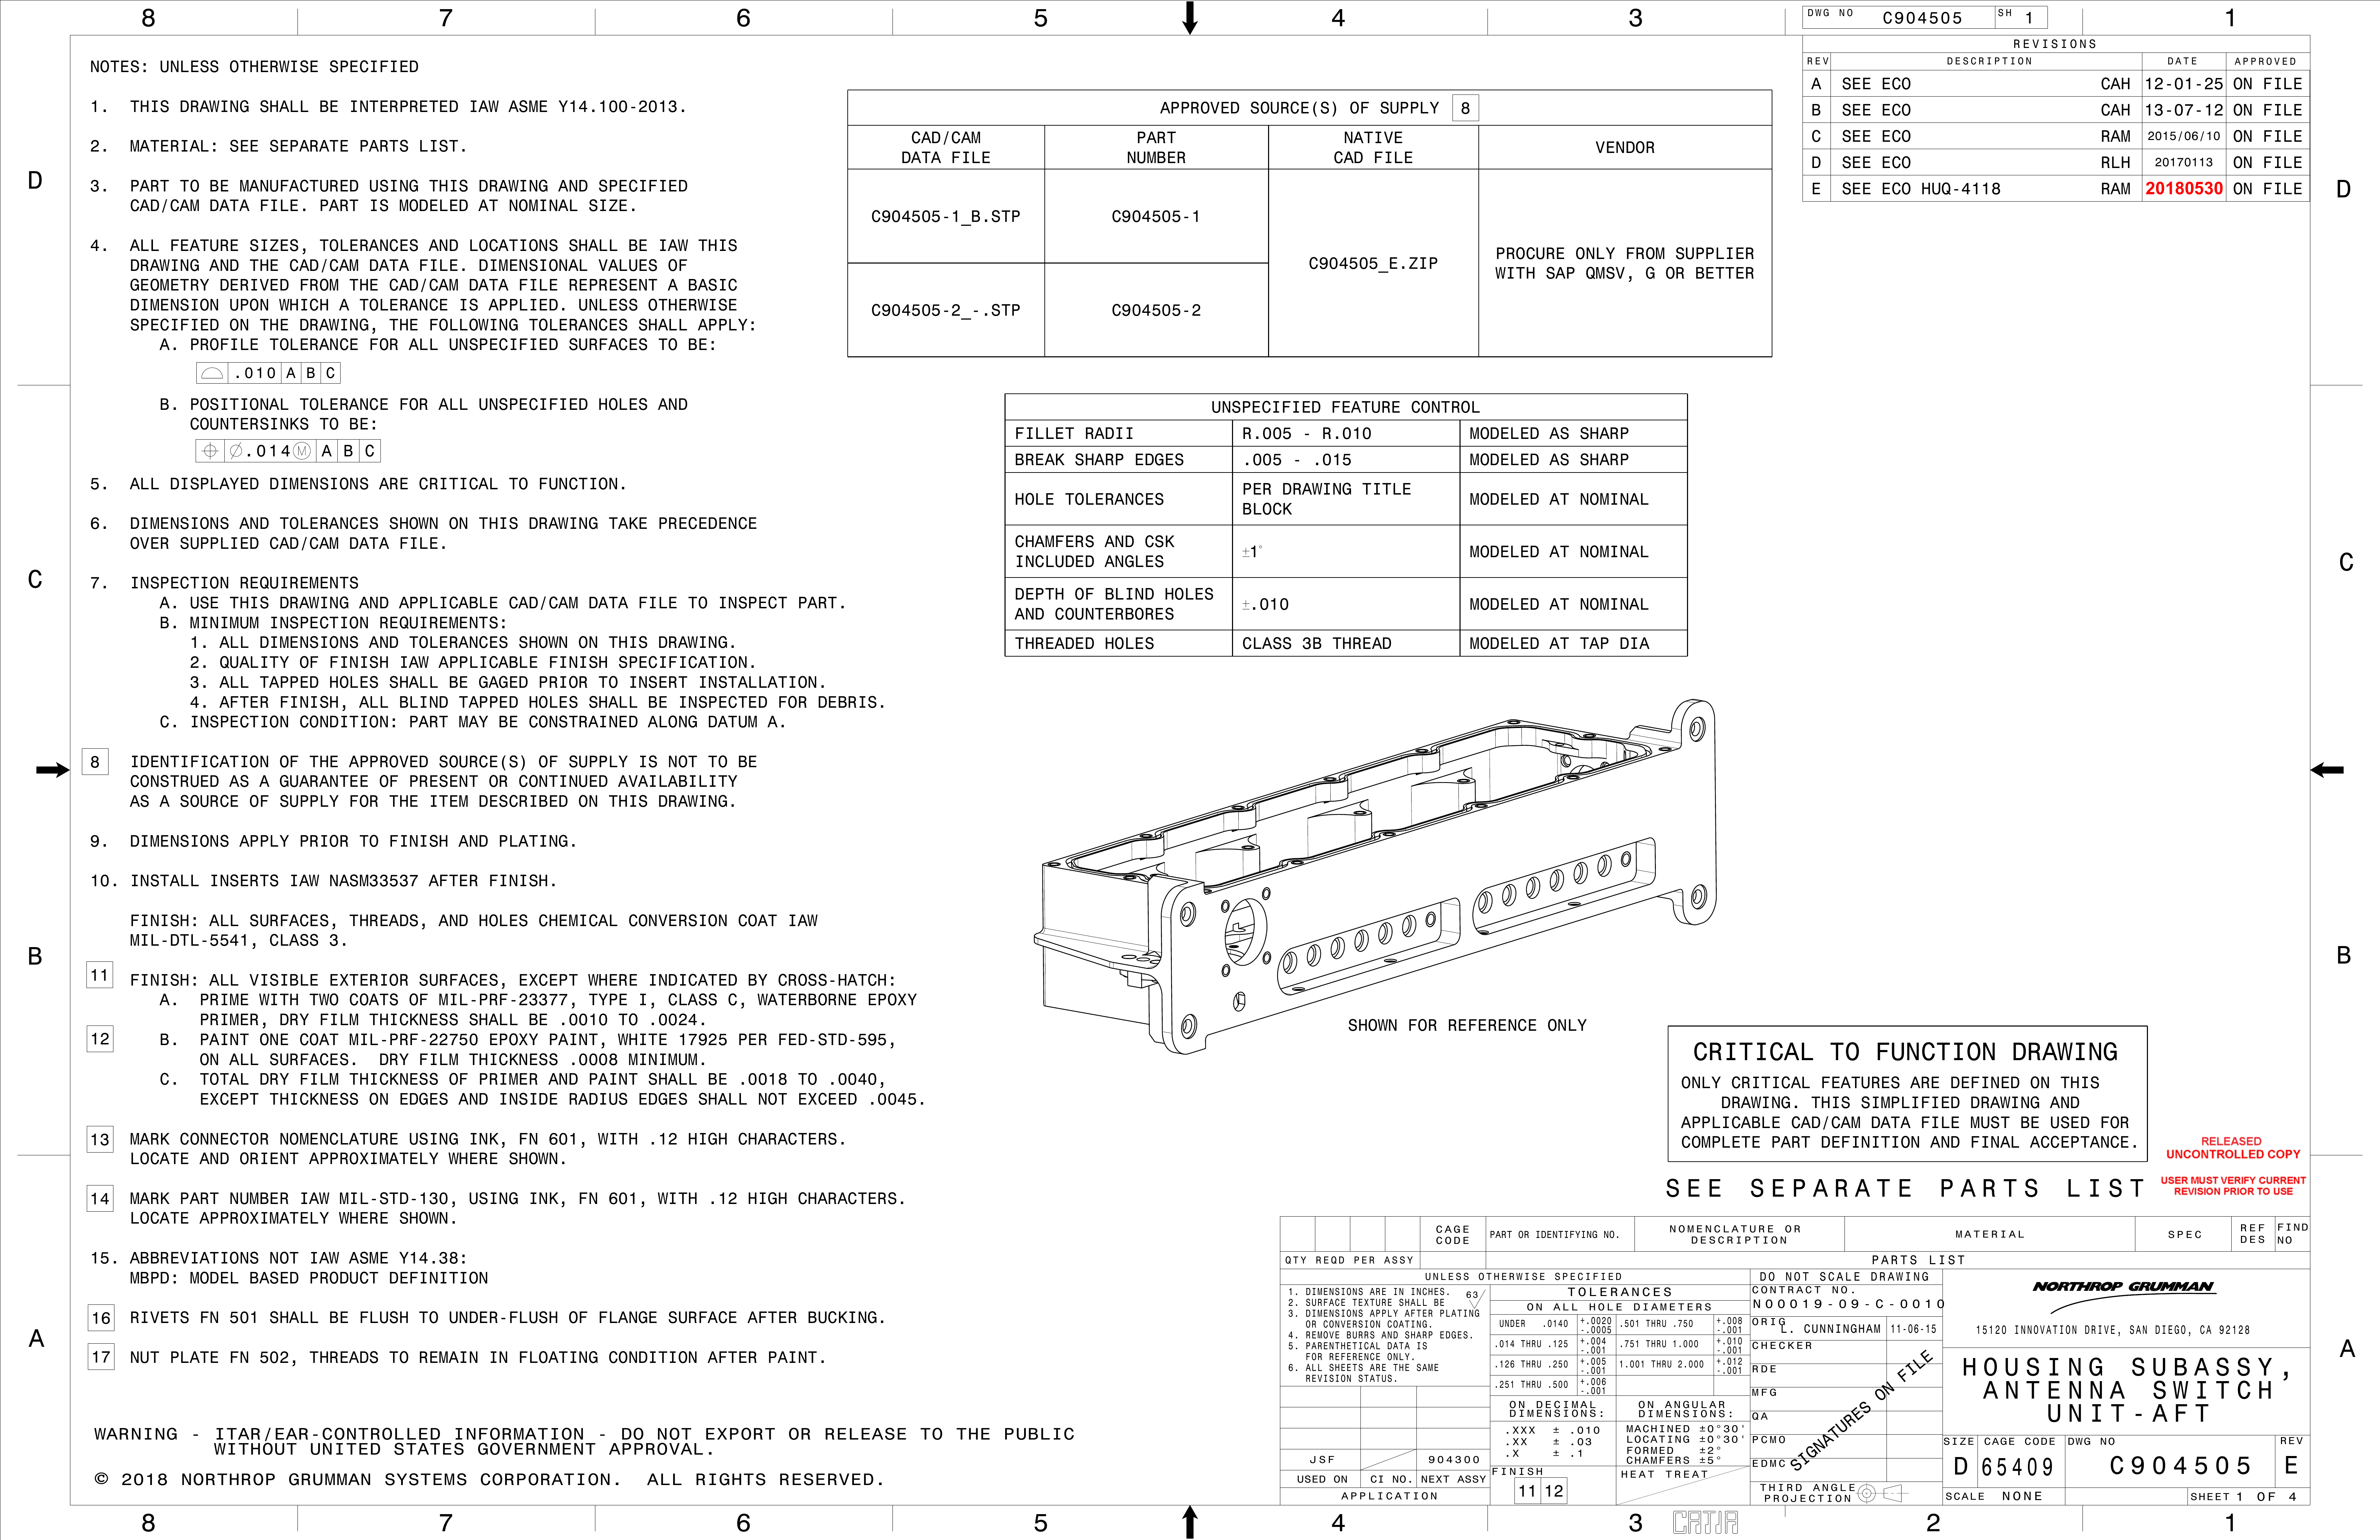 8 7 6 5 4 3 1
DWG NO C904505 SH 1
REVISIONS
REV DESCRIPTION DATE APPROVED
A SEE ECO CAH 12-01-25 ON FILE
B SEE ECO CAH 13-07-12 ON FILE
C SEE ECO RAM 2015/06/10 ON FILE
D SEE ECO RLH 20170113 ON FILE
E SEE ECO HUQ-4118 RAM 20180530 ON FILE
D
C
B
A
D
C
B
A
NOTES: UNLESS OTHERWISE SPECIFIED
1. THIS DRAWING SHALL BE INTERPRETED IAW ASME Y14.100-2013.
2. MATERIAL: SEE SEPARATE PARTS LIST.
3. PART TO BE MANUFACTURED USING THIS DRAWING AND SPECIFIED
CAD/CAM DATA FILE. PART IS MODELED AT NOMINAL SIZE.
4. ALL FEATURE SIZES, TOLERANCES AND LOCATIONS SHALL BE IAW THIS
DRAWING AND THE CAD/CAM DATA FILE. DIMENSIONAL VALUES OF
GEOMETRY DERIVED FROM THE CAD/CAM DATA FILE REPRESENT A BASIC
DIMENSION UPON WHICH A TOLERANCE IS APPLIED. UNLESS OTHERWISE
SPECIFIED ON THE DRAWING, THE FOLLOWING TOLERANCES SHALL APPLY:
A. PROFILE TOLERANCE FOR ALL UNSPECIFIED SURFACES TO BE:
⌓ .010 A B C
B. POSITIONAL TOLERANCE FOR ALL UNSPECIFIED HOLES AND
COUNTERSINKS TO BE:
⌖ ⌀.014Ⓜ A B C
5. ALL DISPLAYED DIMENSIONS ARE CRITICAL TO FUNCTION.
6. DIMENSIONS AND TOLERANCES SHOWN ON THIS DRAWING TAKE PRECEDENCE
OVER SUPPLIED CAD/CAM DATA FILE.
7. INSPECTION REQUIREMENTS
A. USE THIS DRAWING AND APPLICABLE CAD/CAM DATA FILE TO INSPECT PART.
B. MINIMUM INSPECTION REQUIREMENTS:
1. ALL DIMENSIONS AND TOLERANCES SHOWN ON THIS DRAWING.
2. QUALITY OF FINISH IAW APPLICABLE FINISH SPECIFICATION.
3. ALL TAPPED HOLES SHALL BE GAGED PRIOR TO INSERT INSTALLATION.
4. AFTER FINISH, ALL BLIND TAPPED HOLES SHALL BE INSPECTED FOR DEBRIS.
C. INSPECTION CONDITION: PART MAY BE CONSTRAINED ALONG DATUM A.
8 IDENTIFICATION OF THE APPROVED SOURCE(S) OF SUPPLY IS NOT TO BE
CONSTRUED AS A GUARANTEE OF PRESENT OR CONTINUED AVAILABILITY
AS A SOURCE OF SUPPLY FOR THE ITEM DESCRIBED ON THIS DRAWING.
9. DIMENSIONS APPLY PRIOR TO FINISH AND PLATING.
10. INSTALL INSERTS IAW NASM33537 AFTER FINISH.
FINISH: ALL SURFACES, THREADS, AND HOLES CHEMICAL CONVERSION COAT IAW
MIL-DTL-5541, CLASS 3.
11
FINISH: ALL VISIBLE EXTERIOR SURFACES, EXCEPT WHERE INDICATED BY CROSS-HATCH:
A. PRIME WITH TWO COATS OF MIL-PRF-23377, TYPE I, CLASS C, WATERBORNE EPOXY
PRIMER, DRY FILM THICKNESS SHALL BE .0010 TO .0024.
12 B. PAINT ONE COAT MIL-PRF-22750 EPOXY PAINT, WHITE 17925 PER FED-STD-595,
ON ALL SURFACES. DRY FILM THICKNESS .0008 MINIMUM.
C. TOTAL DRY FILM THICKNESS OF PRIMER AND PAINT SHALL BE .0018 TO .0040,
EXCEPT THICKNESS ON EDGES AND INSIDE RADIUS EDGES SHALL NOT EXCEED .0045.
13 MARK CONNECTOR NOMENCLATURE USING INK, FN 601, WITH .12 HIGH CHARACTERS.
LOCATE AND ORIENT APPROXIMATELY WHERE SHOWN.
14 MARK PART NUMBER IAW MIL-STD-130, USING INK, FN 601, WITH .12 HIGH CHARACTERS.
LOCATE APPROXIMATELY WHERE SHOWN.
15. ABBREVIATIONS NOT IAW ASME Y14.38:
MBPD: MODEL BASED PRODUCT DEFINITION
16 RIVETS FN 501 SHALL BE FLUSH TO UNDER-FLUSH OF FLANGE SURFACE AFTER BUCKING.
17 NUT PLATE FN 502, THREADS TO REMAIN IN FLOATING CONDITION AFTER PAINT.
WARNING - ITAR/EAR-CONTROLLED INFORMATION - DO NOT EXPORT OR RELEASE TO THE PUBLIC
WITHOUT UNITED STATES GOVERNMENT APPROVAL.
© 2018 NORTHROP GRUMMAN SYSTEMS CORPORATION. ALL RIGHTS RESERVED.
APPROVED SOURCE(S) OF SUPPLY 8
CAD/CAM DATA FILE PART NUMBER NATIVE CAD FILE VENDOR
C904505-1_B.STP C904505-1
C904505_E.ZIP
PROCURE ONLY FROM SUPPLIER
WITH SAP QMSV, G OR BETTER
C904505-2_-.STP C904505-2
UNSPECIFIED FEATURE CONTROL
FILLET RADII R.005 - R.010 MODELED AS SHARP
BREAK SHARP EDGES .005 - .015 MODELED AS SHARP
HOLE TOLERANCES PER DRAWING TITLE BLOCK MODELED AT NOMINAL
CHAMFERS AND CSK INCLUDED ANGLES ±1° MODELED AT NOMINAL
DEPTH OF BLIND HOLES AND COUNTERBORES ±.010 MODELED AT NOMINAL
THREADED HOLES CLASS 3B THREAD MODELED AT TAP DIA
SHOWN FOR REFERENCE ONLY
CRITICAL TO FUNCTION DRAWING
ONLY CRITICAL FEATURES ARE DEFINED ON THIS
DRAWING. THIS SIMPLIFIED DRAWING AND
APPLICABLE CAD/CAM DATA FILE MUST BE USED FOR
COMPLETE PART DEFINITION AND FINAL ACCEPTANCE.
RELEASED
UNCONTROLLED COPY
USER MUST VERIFY CURRENT
REVISION PRIOR TO USE
SEE SEPARATE PARTS LIST
CAGE CODE PART OR IDENTIFYING NO. NOMENCLATURE OR DESCRIPTION MATERIAL SPEC REF DES FIND NO
QTY REQD PER ASSY PARTS LIST
UNLESS OTHERWISE SPECIFIED
1. DIMENSIONS ARE IN INCHES.
2. SURFACE TEXTURE SHALL BE 63
3. DIMENSIONS APPLY AFTER PLATING
OR CONVERSION COATING.
4. REMOVE BURRS AND SHARP EDGES.
5. PARENTHETICAL DATA IS
FOR REFERENCE ONLY.
6. ALL SHEETS ARE THE SAME
REVISION STATUS.
TOLERANCES
ON ALL HOLE DIAMETERS
UNDER .0140 +.0020 -.0005 .501 THRU .750 +.008 -.001
.014 THRU .125 +.004 -.001 .751 THRU 1.000 +.010 -.001
.126 THRU .250 +.005 -.001 1.001 THRU 2.000 +.012 -.001
.251 THRU .500 +.006 -.001
ON DECIMAL DIMENSIONS:
.XXX ± .010
.XX ± .03
.X ± .1
ON ANGULAR DIMENSIONS:
MACHINED ±0°30'
LOCATING ±0°30'
FORMED ±2°
CHAMFERS ±5°
FINISH 11 12
HEAT TREAT
JSF 904300
USED ON CI NO. NEXT ASSY
APPLICATION
DO NOT SCALE DRAWING
CONTRACT NO.
N00019-09-C-0010
ORIG L. CUNNINGHAM 11-06-15
CHECKER
RDE
MFG
QA
PCMO
EDMC
SIGNATURES ON FILE
THIRD ANGLE PROJECTION
NORTHROP GRUMMAN
15120 INNOVATION DRIVE, SAN DIEGO, CA 92128
HOUSING SUBASSY,
ANTENNA SWITCH
UNIT-AFT
SIZE D CAGE CODE 65409 DWG NO C904505 REV E
SCALE NONE SHEET 1 OF 4
CATIA
8 7 6 5 4 3 2 1